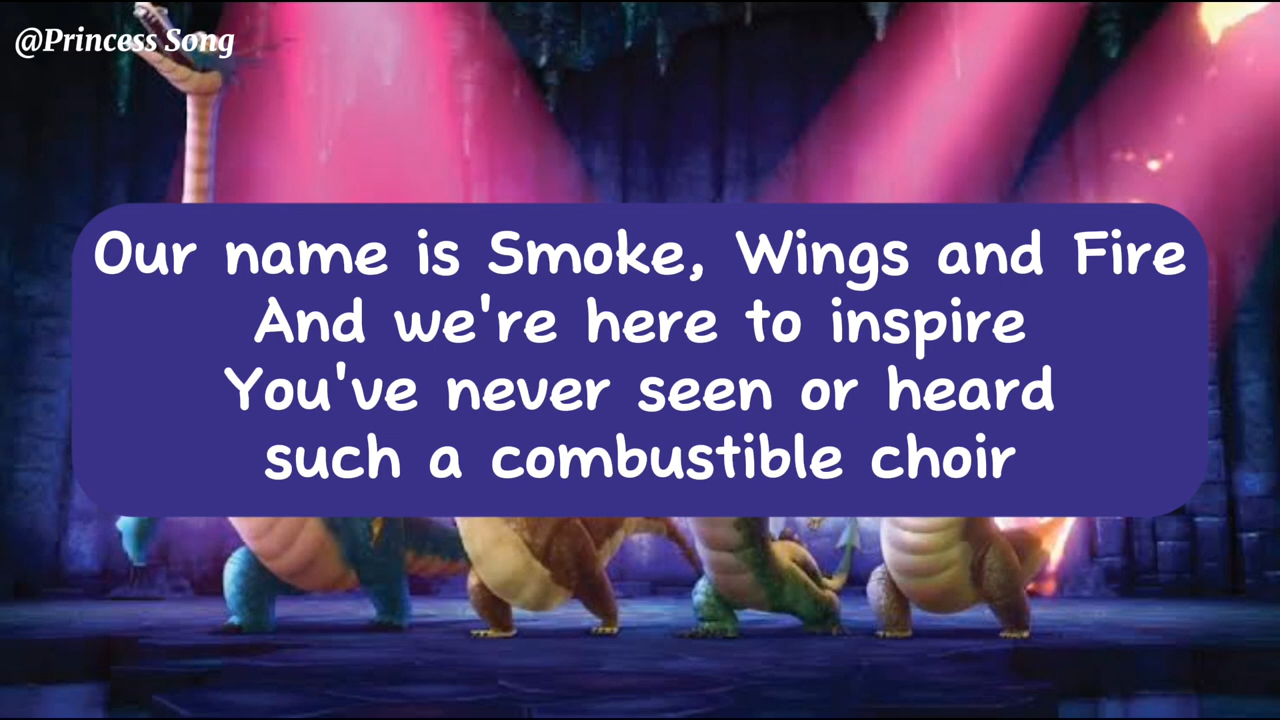 @Princess Song
Our name is Smoke, Wings and Fire
And we're here to inspire
You've never seen or heard
such a combustible choir